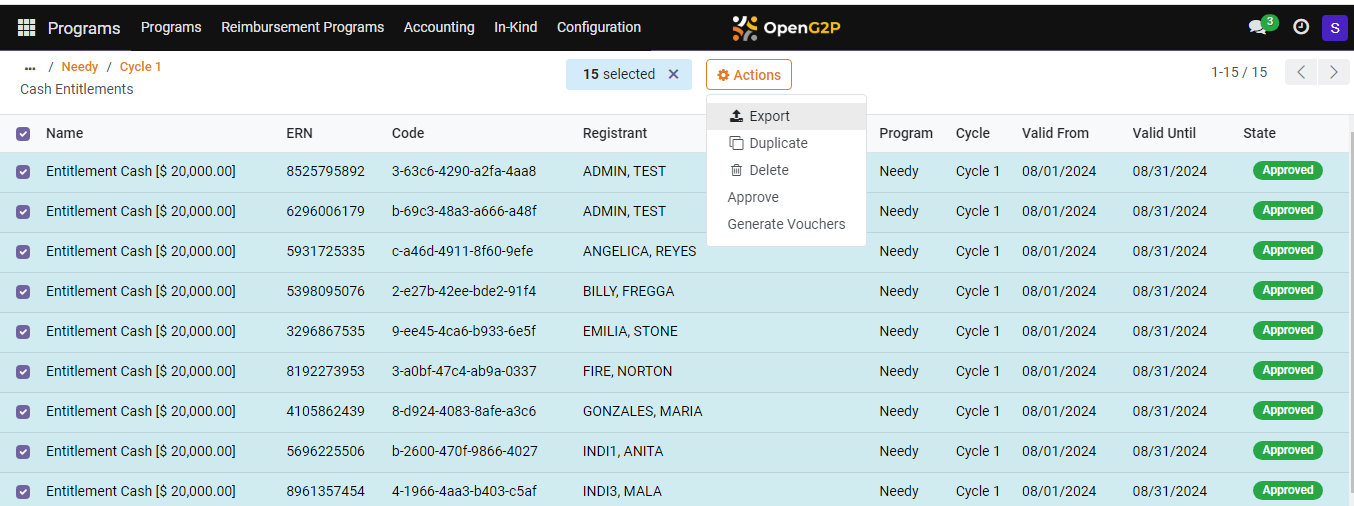 Programs Programs Reimbursement Programs Accounting In-Kind Configuration OpenG2P 3 S
... / Needy / Cycle 1
Cash Entitlements
15 selected × Actions 1-15 / 15
Export
Duplicate
Delete
Approve
Generate Vouchers
Name ERN Code Registrant Program Cycle Valid From Valid Until State
Entitlement Cash [$ 20,000.00] 8525795892 3-63c6-4290-a2fa-4aa8 ADMIN, TEST Needy Cycle 1 08/01/2024 08/31/2024 Approved
Entitlement Cash [$ 20,000.00] 6296006179 b-69c3-48a3-a666-a48f ADMIN, TEST Needy Cycle 1 08/01/2024 08/31/2024 Approved
Entitlement Cash [$ 20,000.00] 5931725335 c-a46d-4911-8f60-9efe ANGELICA, REYES Needy Cycle 1 08/01/2024 08/31/2024 Approved
Entitlement Cash [$ 20,000.00] 5398095076 2-e27b-42ee-bde2-91f4 BILLY, FREGGA Needy Cycle 1 08/01/2024 08/31/2024 Approved
Entitlement Cash [$ 20,000.00] 3296867535 9-ee45-4ca6-b933-6e5f EMILIA, STONE Needy Cycle 1 08/01/2024 08/31/2024 Approved
Entitlement Cash [$ 20,000.00] 8192273953 3-a0bf-47c4-ab9a-0337 FIRE, NORTON Needy Cycle 1 08/01/2024 08/31/2024 Approved
Entitlement Cash [$ 20,000.00] 4105862439 8-d924-4083-8afe-a3c6 GONZALES, MARIA Needy Cycle 1 08/01/2024 08/31/2024 Approved
Entitlement Cash [$ 20,000.00] 5696225506 b-2600-470f-9866-4027 INDI1, ANITA Needy Cycle 1 08/01/2024 08/31/2024 Approved
Entitlement Cash [$ 20,000.00] 8961357454 4-1966-4aa3-b403-c5af INDI3, MALA Needy Cycle 1 08/01/2024 08/31/2024 Approved